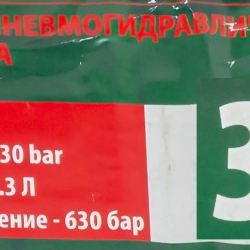 НЕВМОГИДРАВЛИ
А
30 bar
.3 Л
ение - 630 бар
3